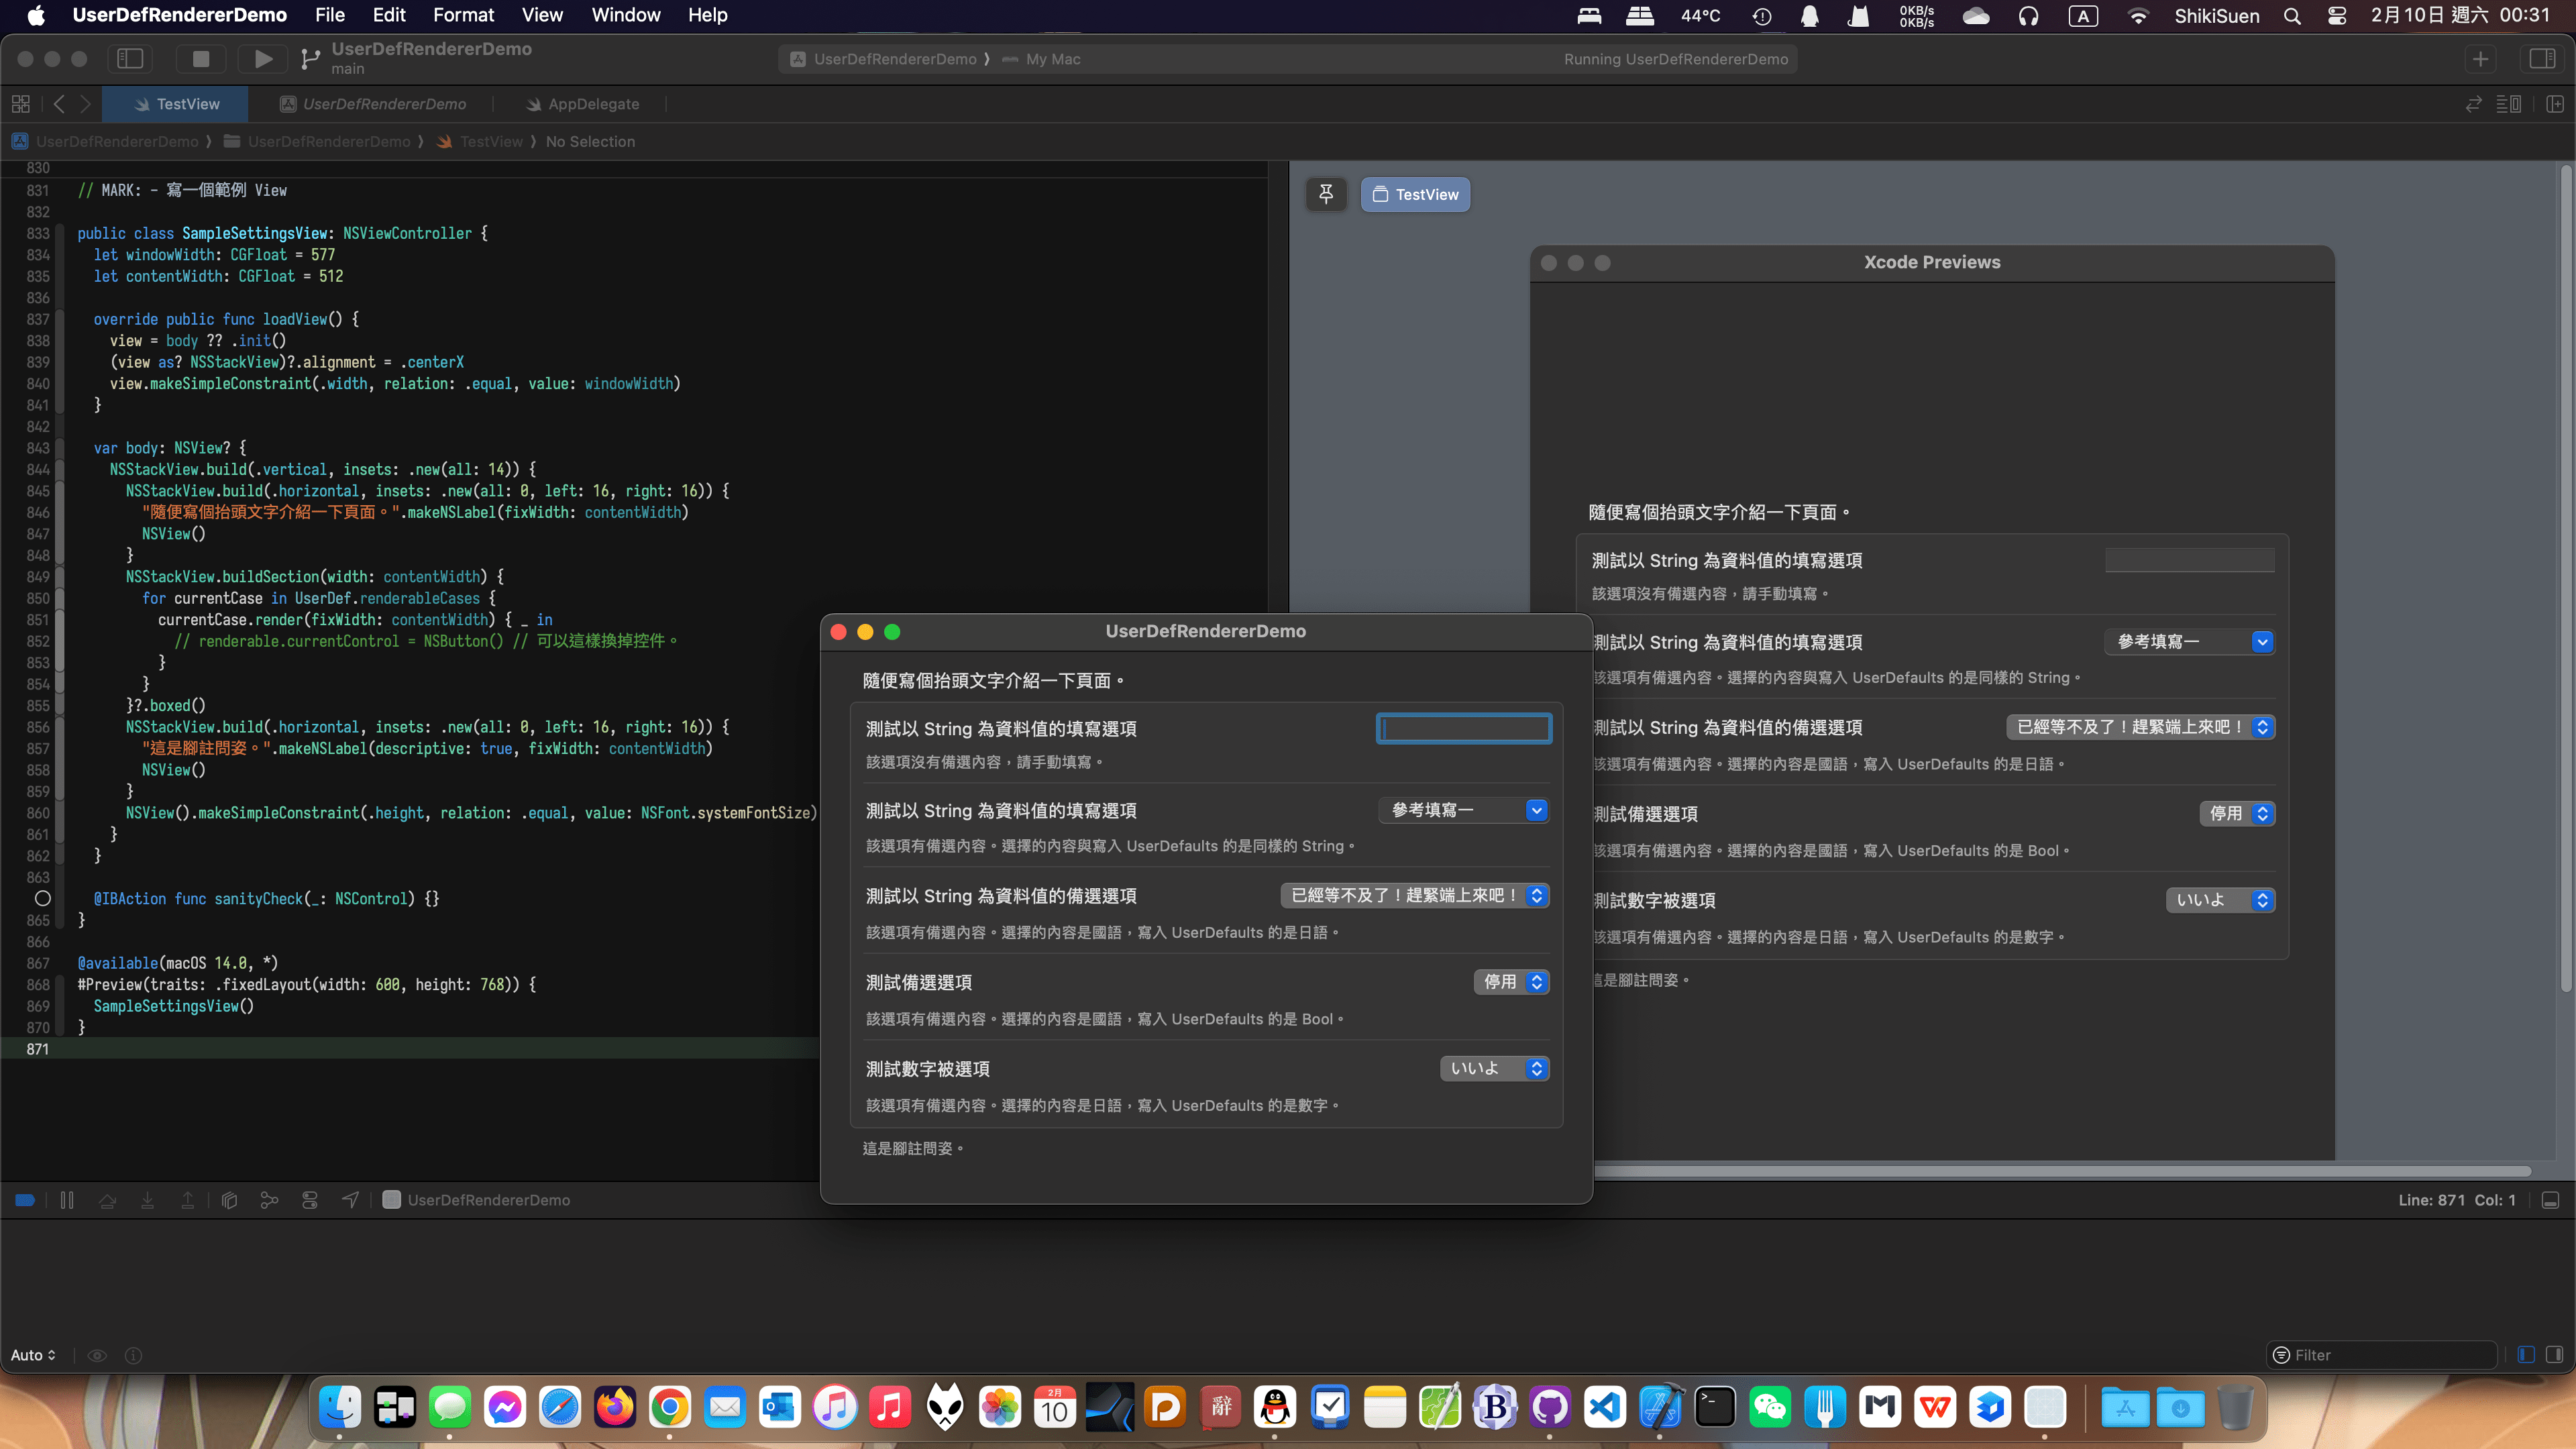 UserDefRendererDemo File Edit Format View Window Help
44°C 0KB/s 0KB/s A ShikiSuen 2月10日 週六 00:31
UserDefRendererDemo
main
UserDefRendererDemo 〉 My Mac Running UserDefRendererDemo
TestView UserDefRendererDemo AppDelegate
UserDefRendererDemo 〉 UserDefRendererDemo 〉 TestView 〉 No Selection
830
831 // MARK: - 寫一個範例 View
832
833 public class SampleSettingsView: NSViewController {
834 let windowWidth: CGFloat = 577
835 let contentWidth: CGFloat = 512
836
837 override public func loadView() {
838 view = body ?? .init()
839 (view as? NSStackView)?.alignment = .centerX
840 view.makeSimpleConstraint(.width, relation: .equal, value: windowWidth)
841 }
842
843 var body: NSView? {
844 NSStackView.build(.vertical, insets: .new(all: 14)) {
845 NSStackView.build(.horizontal, insets: .new(all: 0, left: 16, right: 16)) {
846 "隨便寫個抬頭文字介紹一下頁面。".makeNSLabel(fixWidth: contentWidth)
847 NSView()
848 }
849 NSStackView.buildSection(width: contentWidth) {
850 for currentCase in UserDef.renderableCases {
851 currentCase.render(fixWidth: contentWidth) { _ in
852 // renderable.currentControl = NSButton() // 可以這樣換掉控件。
853 }
854 }
855 }?.boxed()
856 NSStackView.build(.horizontal, insets: .new(all: 0, left: 16, right: 16)) {
857 "這是腳註問姿。".makeNSLabel(descriptive: true, fixWidth: contentWidth)
858 NSView()
859 }
860 NSView().makeSimpleConstraint(.height, relation: .equal, value: NSFont.systemFontSize)
861 }
862 }
863
@IBAction func sanityCheck(_: NSControl) {}
865 }
866
867 @available(macOS 14.0, *)
868 #Preview(traits: .fixedLayout(width: 600, height: 768)) {
869 SampleSettingsView()
870 }
871
TestView
Xcode Previews
隨便寫個抬頭文字介紹一下頁面。
測試以 String 為資料值的填寫選項
該選項沒有備選內容，請手動填寫。
測試以 String 為資料值的填寫選項 參考填寫一
該選項有備選內容。選擇的內容與寫入 UserDefaults 的是同樣的 String。
測試以 String 為資料值的備選選項 已經等不及了！趕緊端上來吧！
該選項有備選內容。選擇的內容是國語，寫入 UserDefaults 的是日語。
測試備選選項 停用
該選項有備選內容。選擇的內容是國語，寫入 UserDefaults 的是 Bool。
測試數字被選項 いいよ
該選項有備選內容。選擇的內容是日語，寫入 UserDefaults 的是數字。
這是腳註問姿。
UserDefRendererDemo
隨便寫個抬頭文字介紹一下頁面。
測試以 String 為資料值的填寫選項
該選項沒有備選內容，請手動填寫。
測試以 String 為資料值的填寫選項 參考填寫一
該選項有備選內容。選擇的內容與寫入 UserDefaults 的是同樣的 String。
測試以 String 為資料值的備選選項 已經等不及了！趕緊端上來吧！
該選項有備選內容。選擇的內容是國語，寫入 UserDefaults 的是日語。
測試備選選項 停用
該選項有備選內容。選擇的內容是國語，寫入 UserDefaults 的是 Bool。
測試數字被選項 いいよ
該選項有備選內容。選擇的內容是日語，寫入 UserDefaults 的是數字。
這是腳註問姿。
UserDefRendererDemo
Line: 871 Col: 1
Auto
Filter
2月
10
辭
B